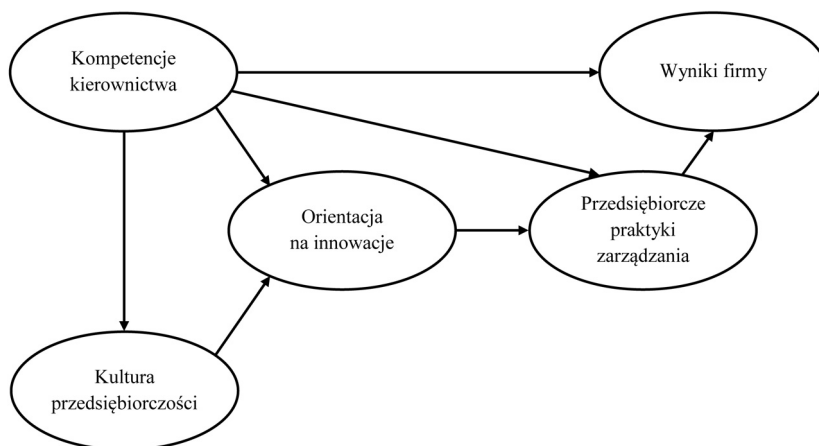 Kompetencje
kierownictwa
Wyniki firmy
Orientacja
na innowacje
Przedsiębiorcze
praktyki
zarządzania
Kultura
przedsiębiorczości